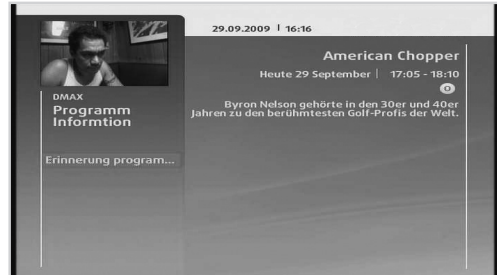 29.09.2009 | 16:16
American Chopper
Heute 29 September | 17:05 - 18:10
O
DMAX
Programm
Informtion
Byron Nelson gehörte in den 30er und 40er
Jahren zu den berühmtesten Golf-Profis der Welt.
Erinnerung program...